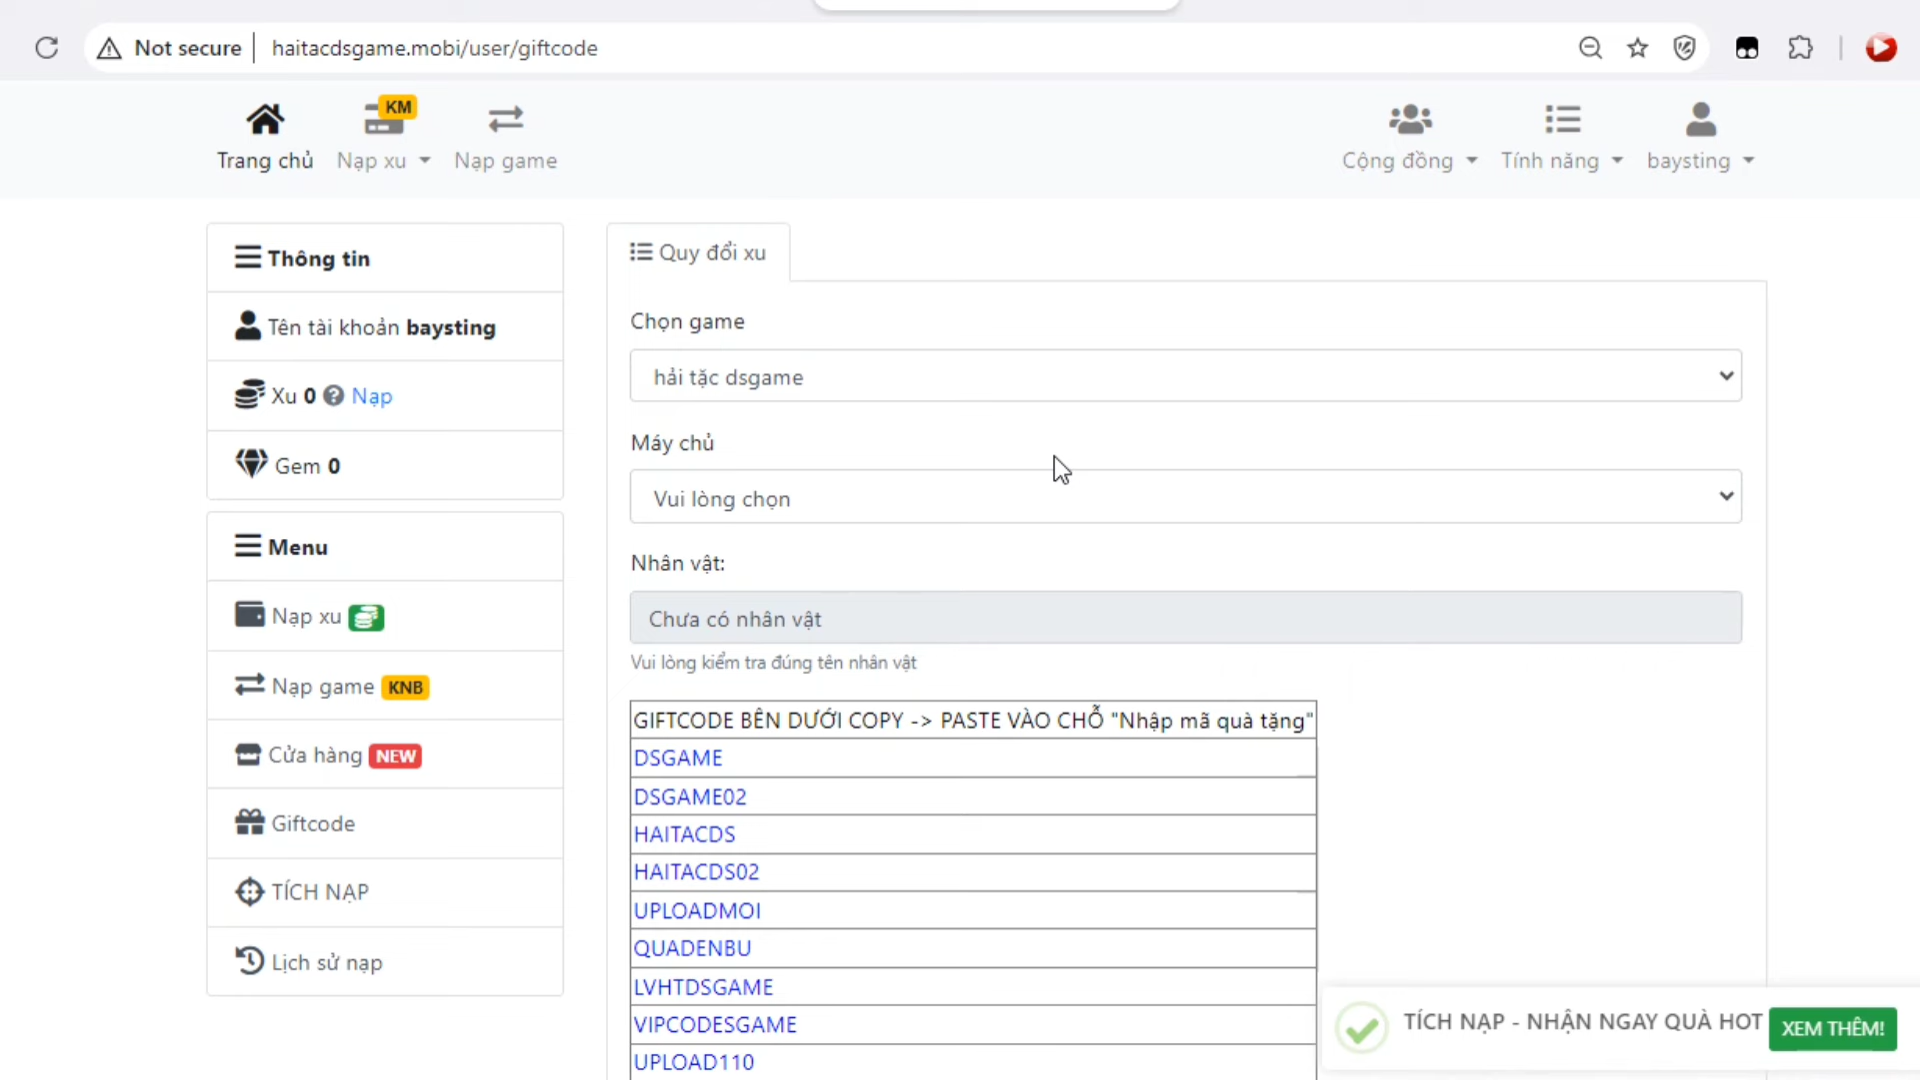 Not secure
haitacdsgame.mobi/user/giftcode
KM
Trang chủ
Nạp xu
Nạp game
Cộng đồng
Tính năng
baysting
Thông tin
Tên tài khoản baysting
Xu 0 ? Nạp
Gem 0
Menu
Nạp xu
Nạp game KNB
Cửa hàng NEW
Giftcode
TÍCH NẠP
Lịch sử nạp
Quy đổi xu
Chọn game
hải tặc dsgame
Máy chủ
Vui lòng chọn
Nhân vật:
Chưa có nhân vật
Vui lòng kiểm tra đúng tên nhân vật
GIFTCODE BÊN DƯỚI COPY -> PASTE VÀO CHỖ "Nhập mã quà tặng"
DSGAME
DSGAME02
HAITACDS
HAITACDS02
UPLOADMOI
QUADENBU
LVHTDSGAME
VIPCODESGAME
UPLOAD110
TÍCH NẠP - NHẬN NGAY QUÀ HOT
XEM THÊM!